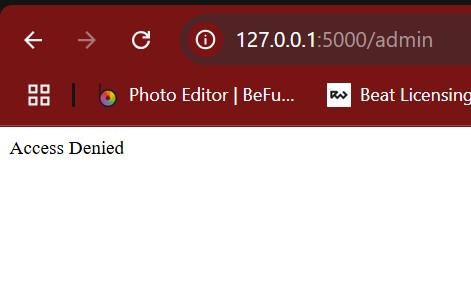 127.0.0.1:5000/admin
Photo Editor | BeFu... Beat Licensing
Access Denied